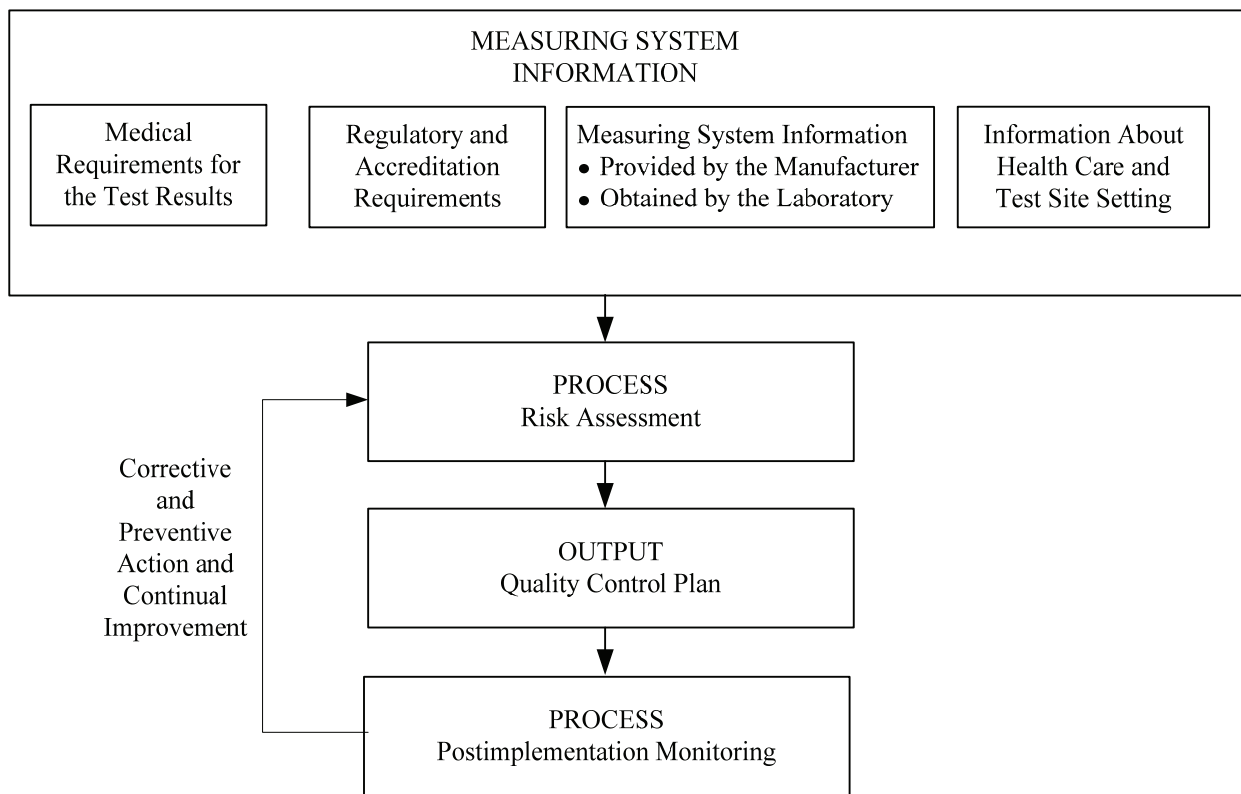 MEASURING SYSTEM
INFORMATION
Medical
Requirements for
the Test Results
Regulatory and
Accreditation
Requirements
Measuring System Information
• Provided by the Manufacturer
• Obtained by the Laboratory
Information About
Health Care and
Test Site Setting
PROCESS
Risk Assessment
Corrective
and
Preventive
Action and
Continual
Improvement
OUTPUT
Quality Control Plan
PROCESS
Postimplementation Monitoring